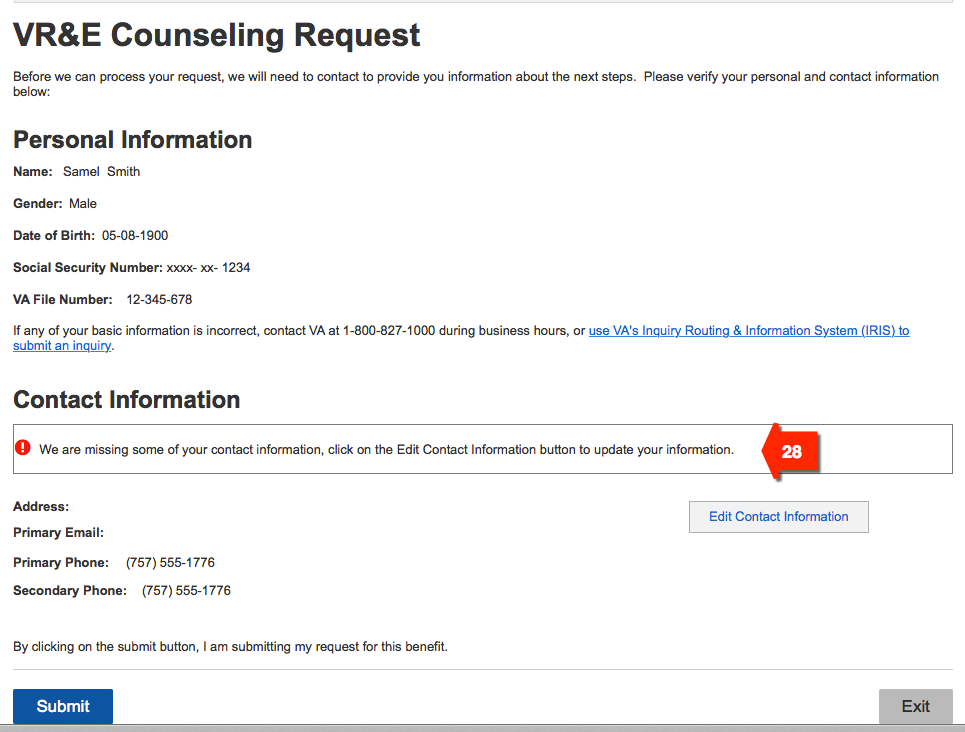 VR&E Counseling Request
Before we can process your request, we will need to contact to provide you information about the next steps.  Please verify your personal and contact information
below:
Personal Information
Name: Samel Smith
Gender: Male
Date of Birth: 05-08-1900
Social Security Number: xxxx- xx- 1234
VA File Number: 12-345-678
If any of your basic information is incorrect, contact VA at 1-800-827-1000 during business hours, or use VA's Inquiry Routing & Information System (IRIS) to
submit an inquiry.
Contact Information
We are missing some of your contact information, click on the Edit Contact Information button to update your information.
28
Address:
Edit Contact Information
Primary Email:
Primary Phone: (757) 555-1776
Secondary Phone: (757) 555-1776
By clicking on the submit button, I am submitting my request for this benefit.
Submit
Exit